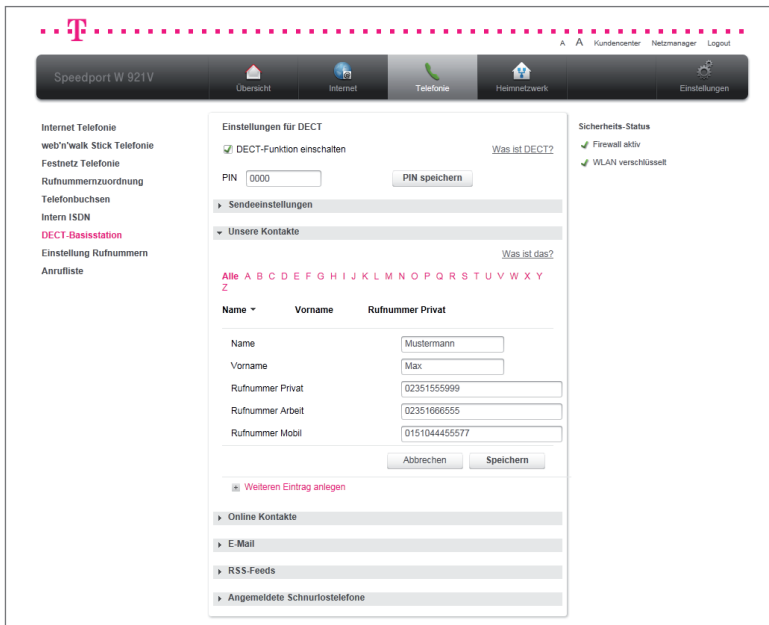 T
A A Kundencenter Netzmanager Logout
Speedport W 921V
Übersicht Internet Telefonie Heimnetzwerk Einstellungen
Internet Telefonie
web'n'walk Stick Telefonie
Festnetz Telefonie
Rufnummernzuordnung
Telefonbuchsen
Intern ISDN
DECT-Basisstation
Einstellung Rufnummern
Anrufliste
Einstellungen für DECT
DECT-Funktion einschalten Was ist DECT?
PIN 0000 PIN speichern
Sendeeinstellungen
Unsere Kontakte
Was ist das?
Alle A B C D E F G H I J K L M N O P Q R S T U V W X Y
Z
Name Vorname Rufnummer Privat
Name Mustermann
Vorname Max
Rufnummer Privat 02351555999
Rufnummer Arbeit 02351666555
Rufnummer Mobil 0151044455577
Abbrechen Speichern
Weiteren Eintrag anlegen
Online Kontakte
E-Mail
RSS-Feeds
Angemeldete Schnurlostelefone
Sicherheits-Status
Firewall aktiv
WLAN verschlüsselt